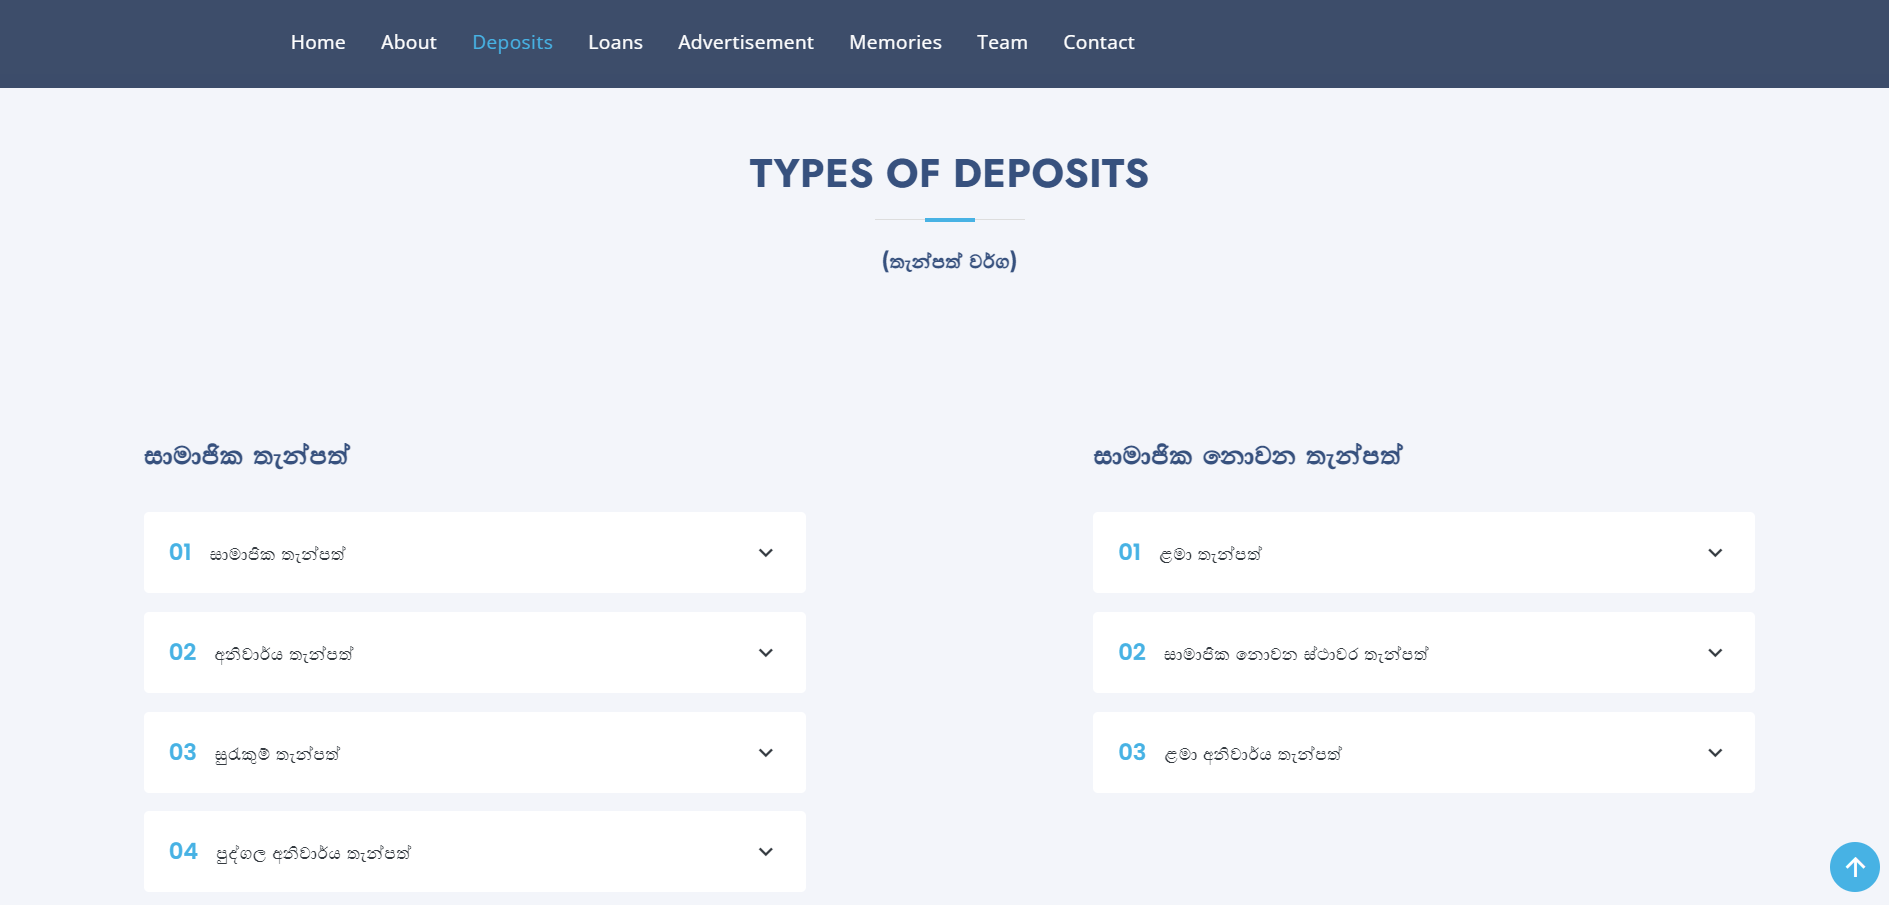 Home About Deposits Loans Advertisement Memories Team Contact
TYPES OF DEPOSITS
(තැන්පත් වර්ග)
සාමාජික තැන්පත්
01 සාමාජික තැන්පත්
02 අනිවාර්ය තැන්පත්
03 සුරැකුම් තැන්පත්
04 පුද්ගල අනිවාර්ය තැන්පත්
සාමාජික නොවන තැන්පත්
01 ළමා තැන්පත්
02 සාමාජික නොවන ස්ථාවර තැන්පත්
03 ළමා අනිවාර්ය තැන්පත්